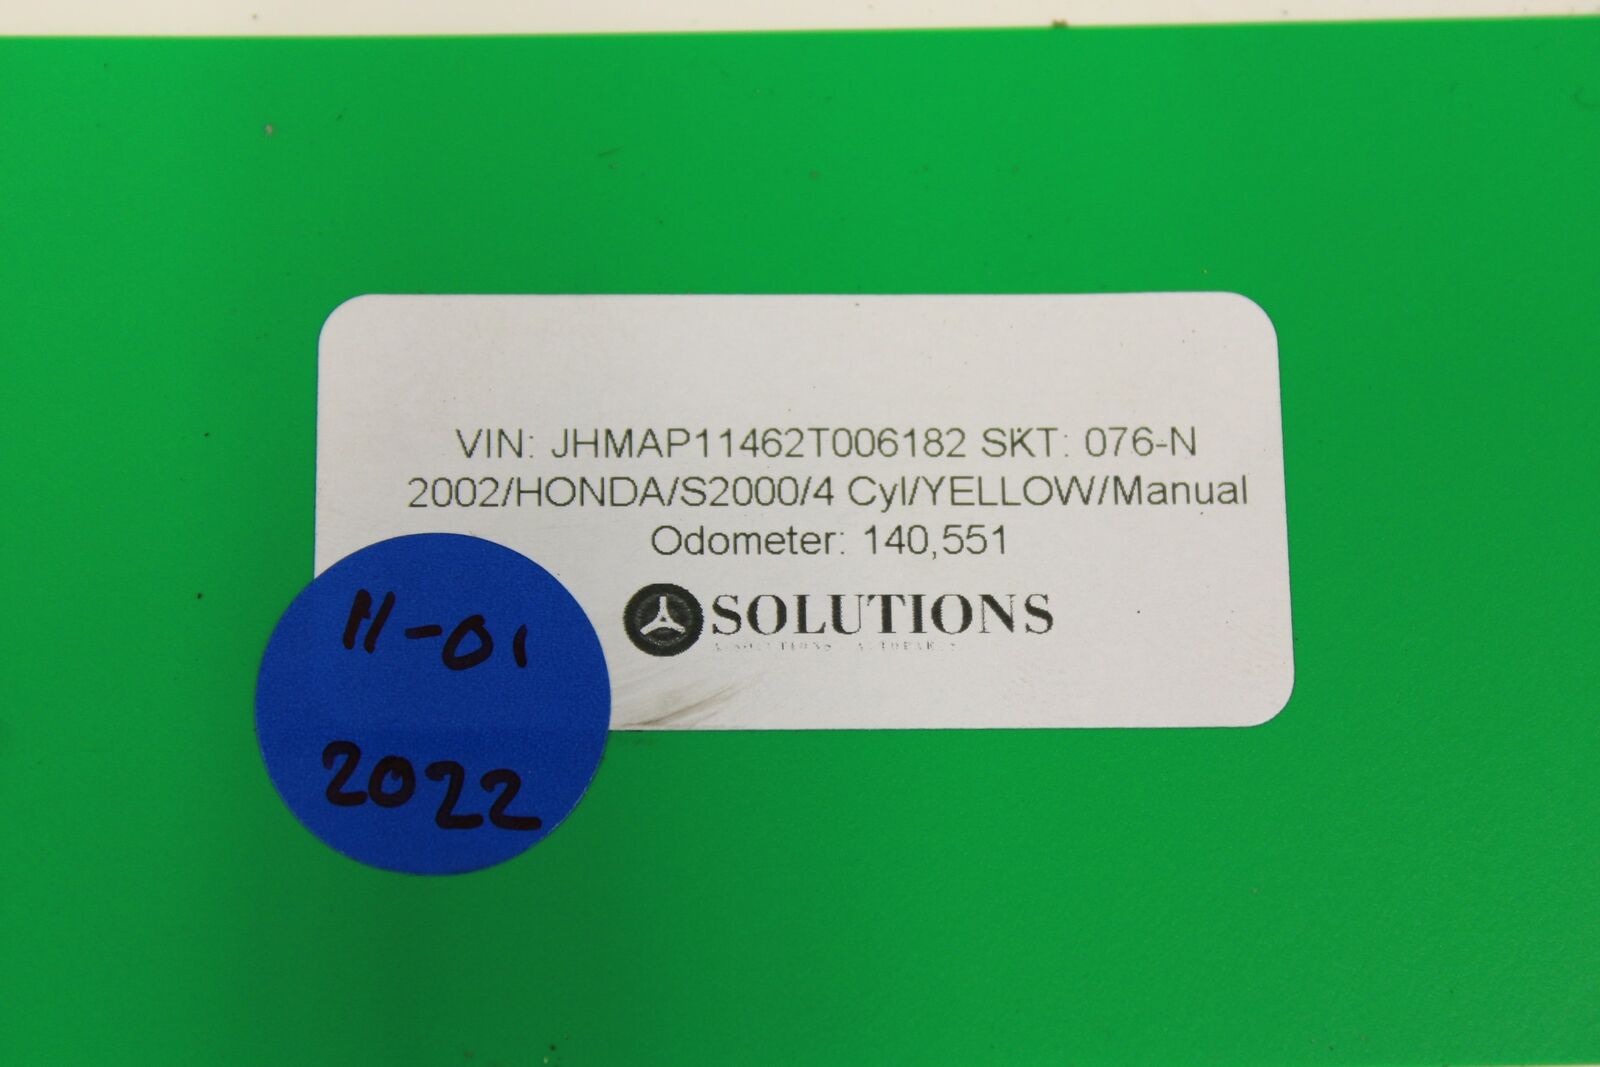 VIN: JHMAP11462T006182 SKT: 076-N
2002/HONDA/S2000/4 Cyl/YELLOW/Manual
Odometer: 140,551
SOLUTIONS
11-01
2022